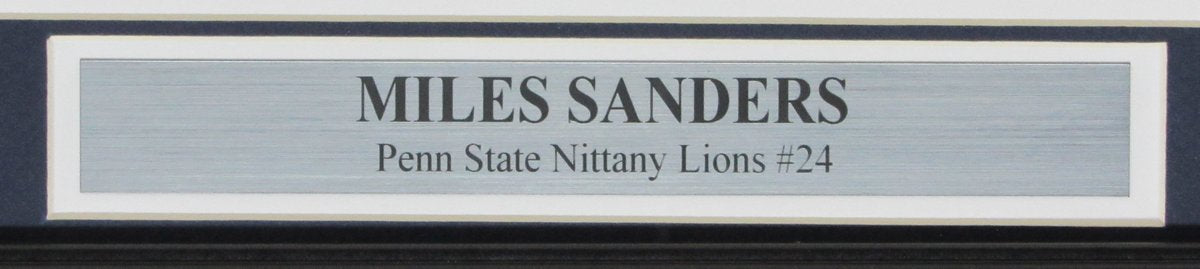 MILES SANDERS
Penn State Nittany Lions #24